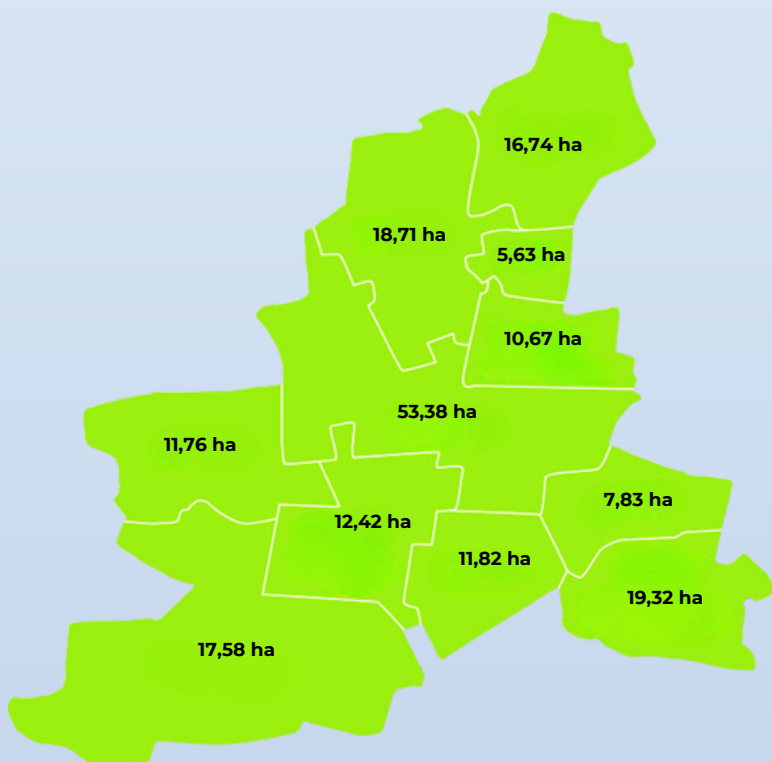 16,74 ha
18,71 ha
5,63 ha
10,67 ha
53,38 ha
11,76 ha
7,83 ha
12,42 ha
11,82 ha
19,32 ha
17,58 ha